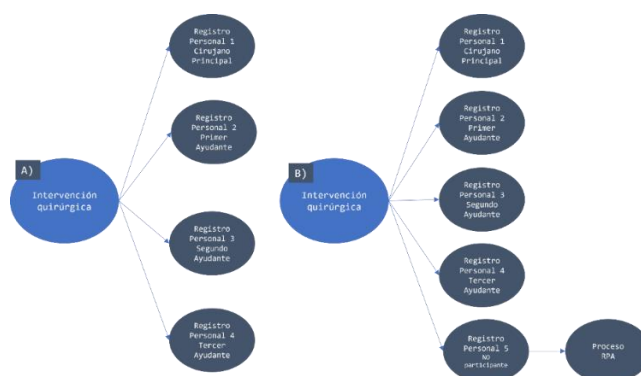 A)
Intervención
quirúrgica
Registro
Personal 1
Cirujano
Principal
Registro
Personal 2
Primer
Ayudante
Registro
Personal 3
Segundo
Ayudante
Registro
Personal 4
Tercer
Ayudante
B)
Intervención
quirúrgica
Registro
Personal 1
Cirujano
Principal
Registro
Personal 2
Primer
Ayudante
Registro
Personal 3
Segundo
Ayudante
Registro
Personal 4
Tercer
Ayudante
Registro
Personal 5
NO
participante
Proceso
RPA